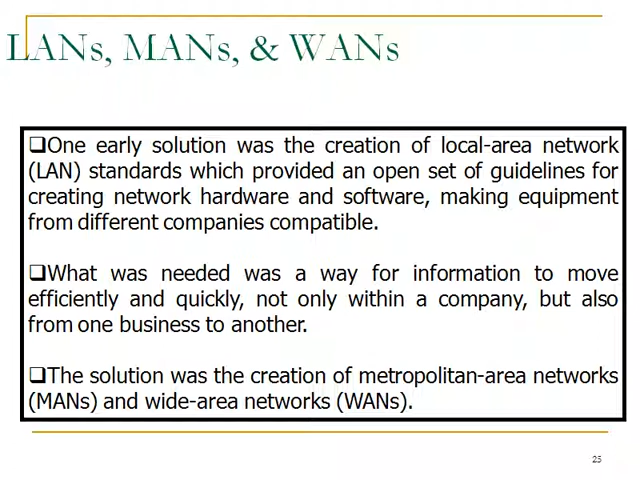 LANs, MANs, & WANs
❑One early solution was the creation of local-area network
(LAN) standards which provided an open set of guidelines for
creating network hardware and software, making equipment
from different companies compatible.
❑What was needed was a way for information to move
efficiently and quickly, not only within a company, but also
from one business to another.
❑The solution was the creation of metropolitan-area networks
(MANs) and wide-area networks (WANs).
25